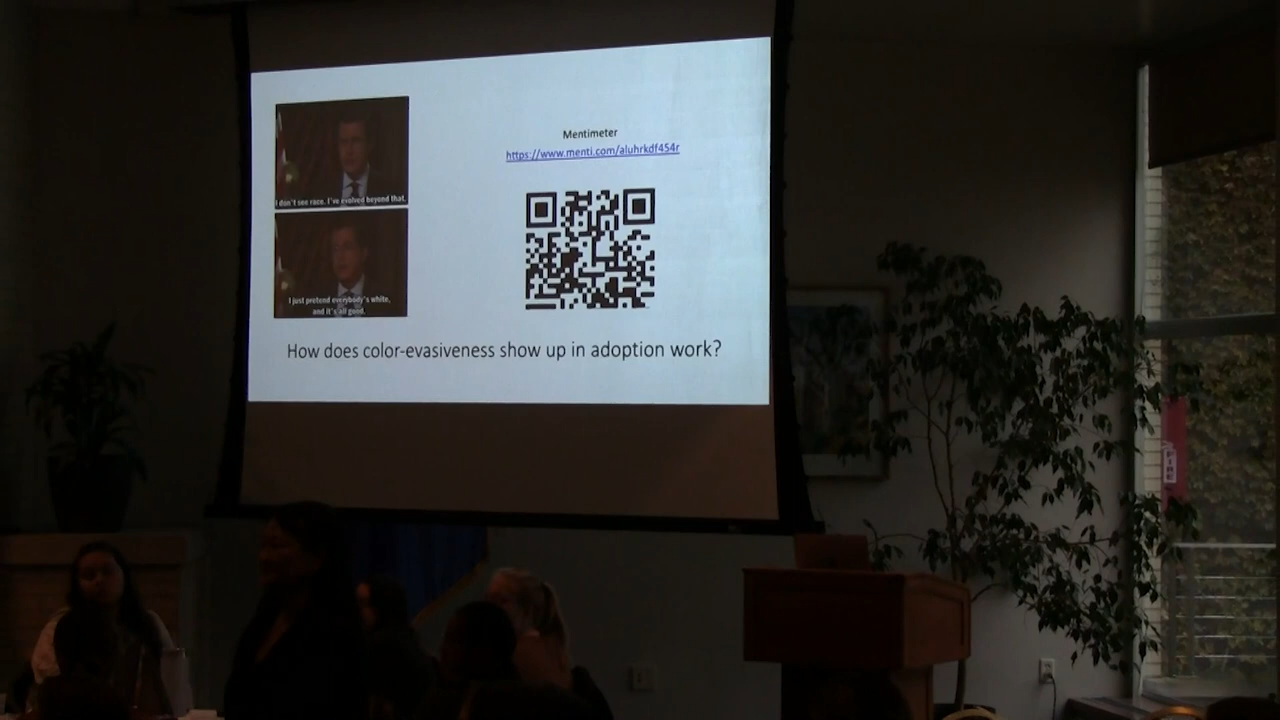 I don't see race. I've evolved beyond that.
I just pretend everybody's white,
and it's all good.
Mentimeter
https://www.menti.com/aluhrkdf454r
How does color-evasiveness show up in adoption work?
FIRE